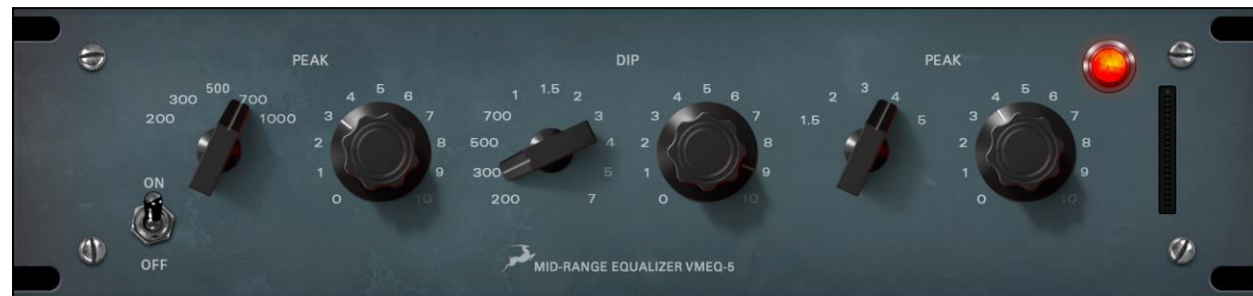 PEAK
DIP
PEAK
200 300 500 700 1000
0 1 2 3 4 5 6 7 8 9 10
200 300 500 700 1 1.5 2 3 4 5 7
0 1 2 3 4 5 6 7 8 9 10
1.5 2 3 4 5
0 1 2 3 4 5 6 7 8 9 10
ON
OFF
MID-RANGE EQUALIZER VMEQ-5